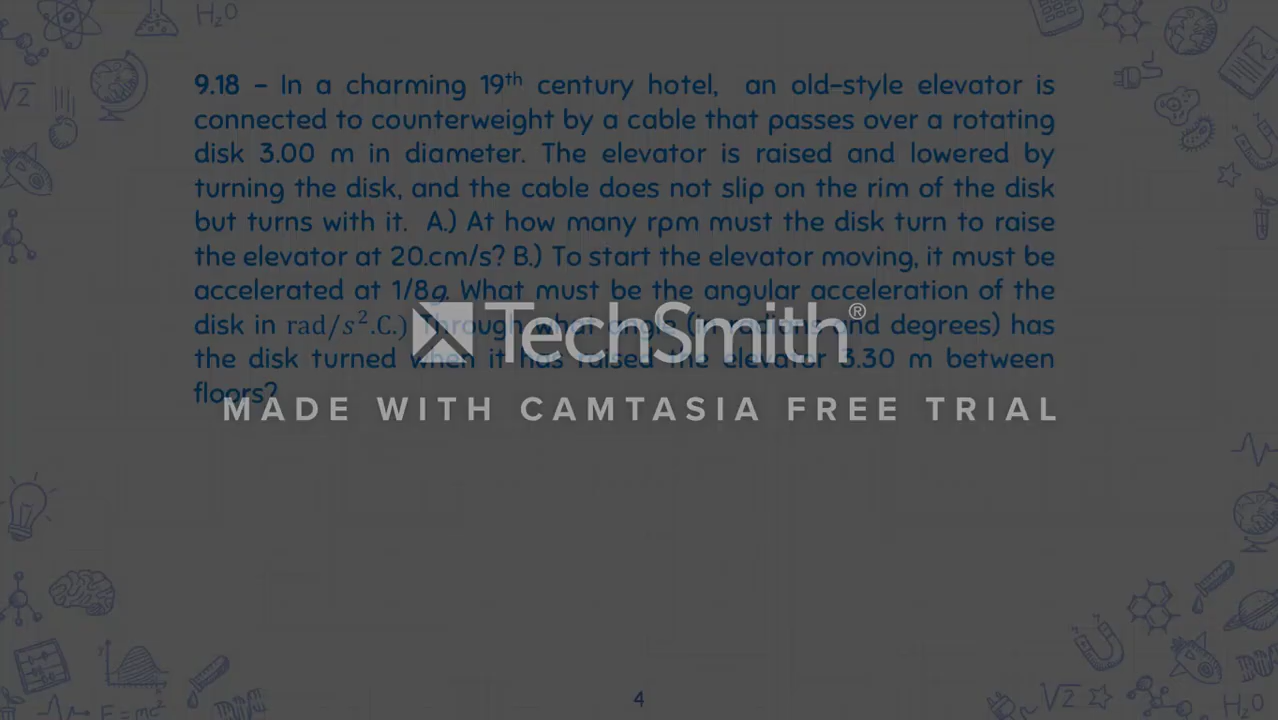 H₂O
√2
9.18 – In a charming 19th century hotel, an old-style elevator is
connected to counterweight by a cable that passes over a rotating
disk 3.00 m in diameter. The elevator is raised and lowered by
turning the disk, and the cable does not slip on the rim of the disk
but turns with it. A.) At how many rpm must the disk turn to raise
the elevator at 20.cm/s? B.) To start the elevator moving, it must be
accelerated at 1/8g. What must be the angular acceleration of the
disk in rad/s².C.) Through what angle (in radians and degrees) has
the disk turned when it has raised the elevator 3.30 m between
floors?
TechSmith®
MADE WITH CAMTASIA FREE TRIAL
E=mc²
4
√2
H₂O